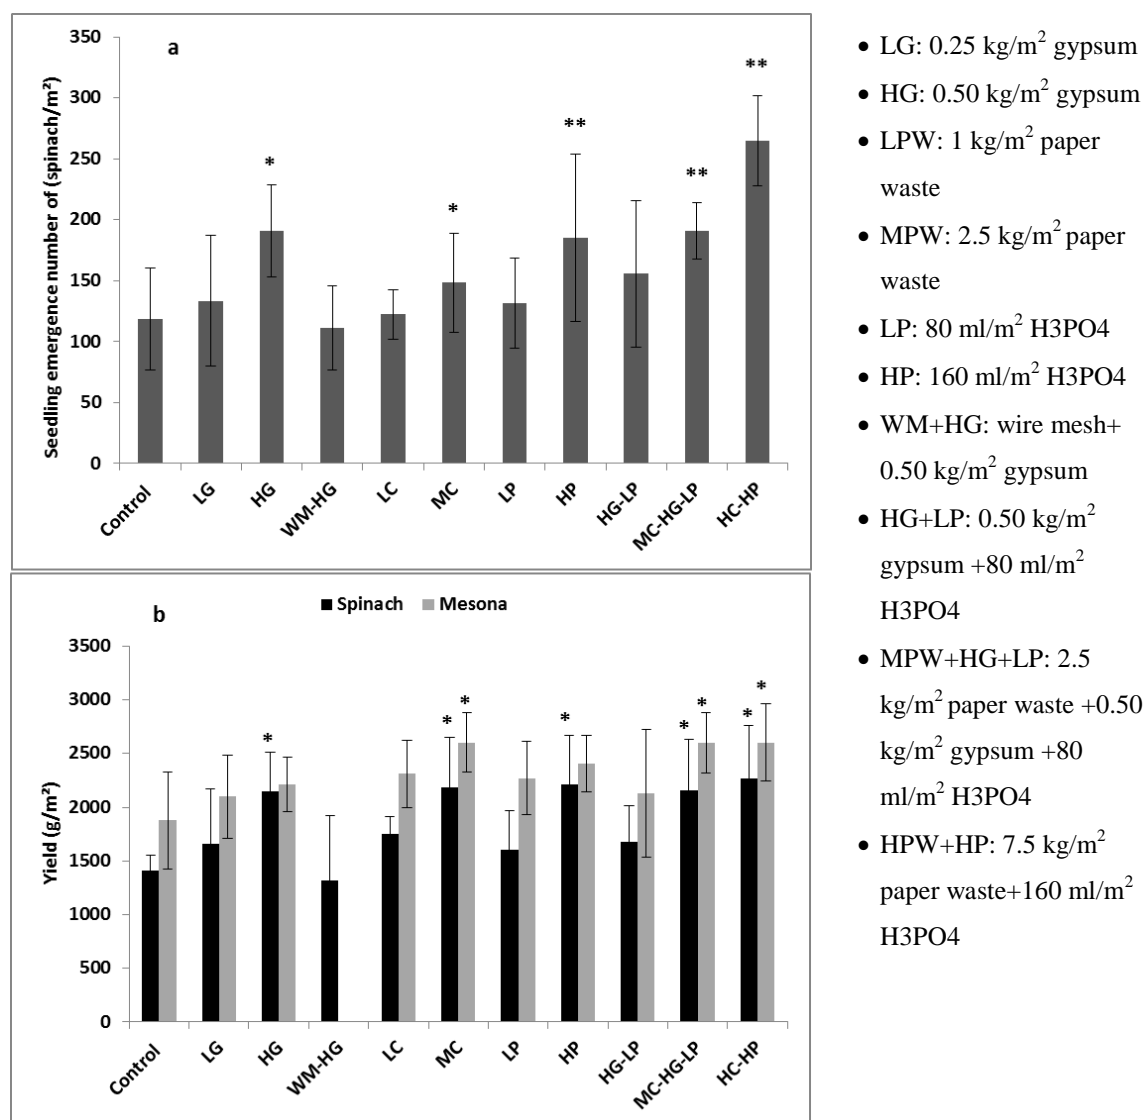 a
350
300
250
200
150
100
50
0
Seedling emergence number of (spinach/m²)
*
*
**
**
**
Control
LG
HG
WM-HG
LC
MC
LP
HP
HG-LP
MC-HG-LP
HC-HP
b
Spinach
Mesona
3500
3000
2500
2000
1500
1000
500
0
Yield (g/m²)
*
*
*
*
*
*
*
*
Control
LG
HG
WM-HG
LC
MC
LP
HP
HG-LP
MC-HG-LP
HC-HP
• LG: 0.25 kg/m² gypsum
• HG: 0.50 kg/m² gypsum
• LPW: 1 kg/m² paper
waste
• MPW: 2.5 kg/m² paper
waste
• LP: 80 ml/m² H3PO4
• HP: 160 ml/m² H3PO4
• WM+HG: wire mesh+
0.50 kg/m² gypsum
• HG+LP: 0.50 kg/m²
gypsum +80 ml/m²
H3PO4
• MPW+HG+LP: 2.5
kg/m² paper waste +0.50
kg/m² gypsum +80
ml/m² H3PO4
• HPW+HP: 7.5 kg/m²
paper waste+160 ml/m²
H3PO4